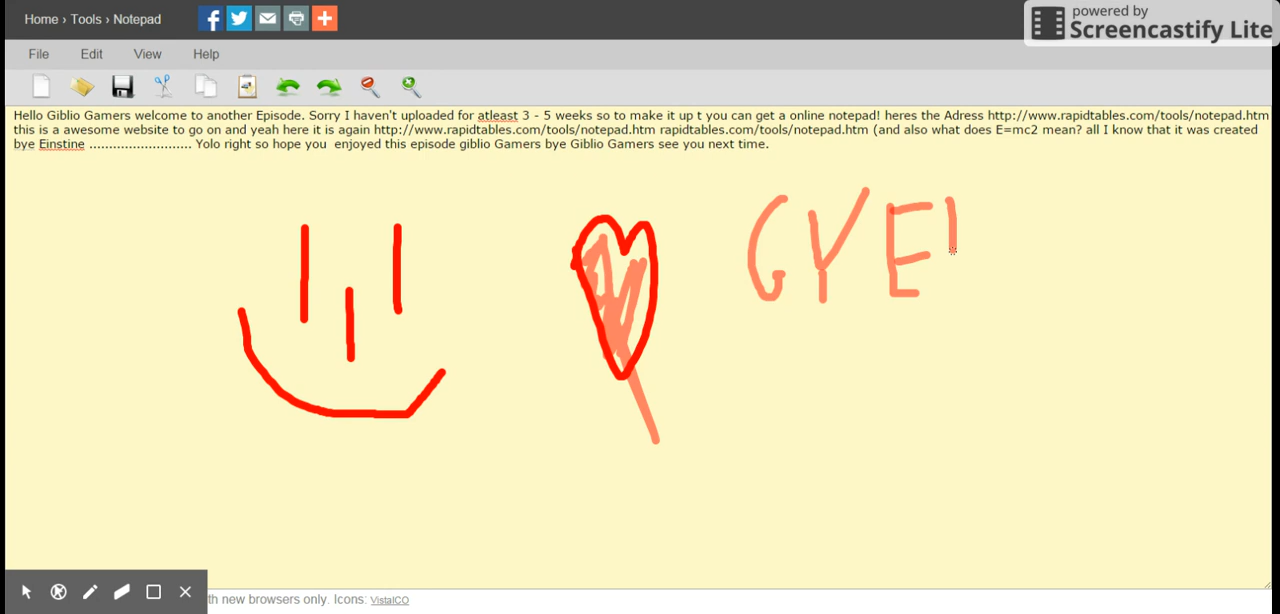 Home › Tools › Notepad
powered by
Screencastify Lite
File Edit View Help
Hello Giblio Gamers welcome to another Episode. Sorry I haven't uploaded for atleast 3 - 5 weeks so to make it up t you can get a online notepad! heres the Adress http://www.rapidtables.com/tools/notepad.htm
this is a awesome website to go on and yeah here it is again http://www.rapidtables.com/tools/notepad.htm rapidtables.com/tools/notepad.htm (and also what does E=mc2 mean? all I know that it was created
bye Einstine .......................... Yolo right so hope you  enjoyed this episode giblio Gamers bye Giblio Gamers see you next time.
GYE
th new browsers only. Icons: VistaICO